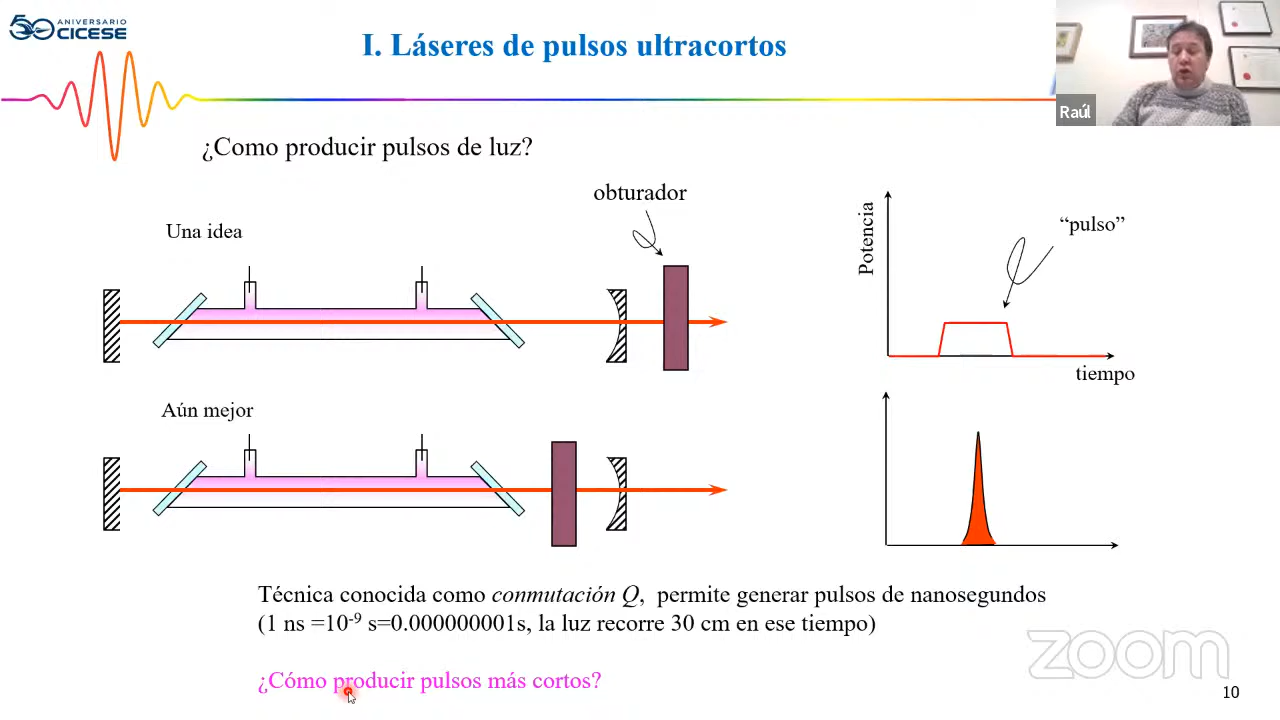 50 ANIVERSARIO
CICESE
I. Láseres de pulsos ultracortos
Raúl
¿Como producir pulsos de luz?
obturador
Una idea
Potencia
“pulso”
tiempo
Aún mejor
Técnica conocida como conmutación Q, permite generar pulsos de nanosegundos
(1 ns =10-9 s=0.000000001s, la luz recorre 30 cm en ese tiempo)
¿Cómo producir pulsos más cortos?
zoom
10